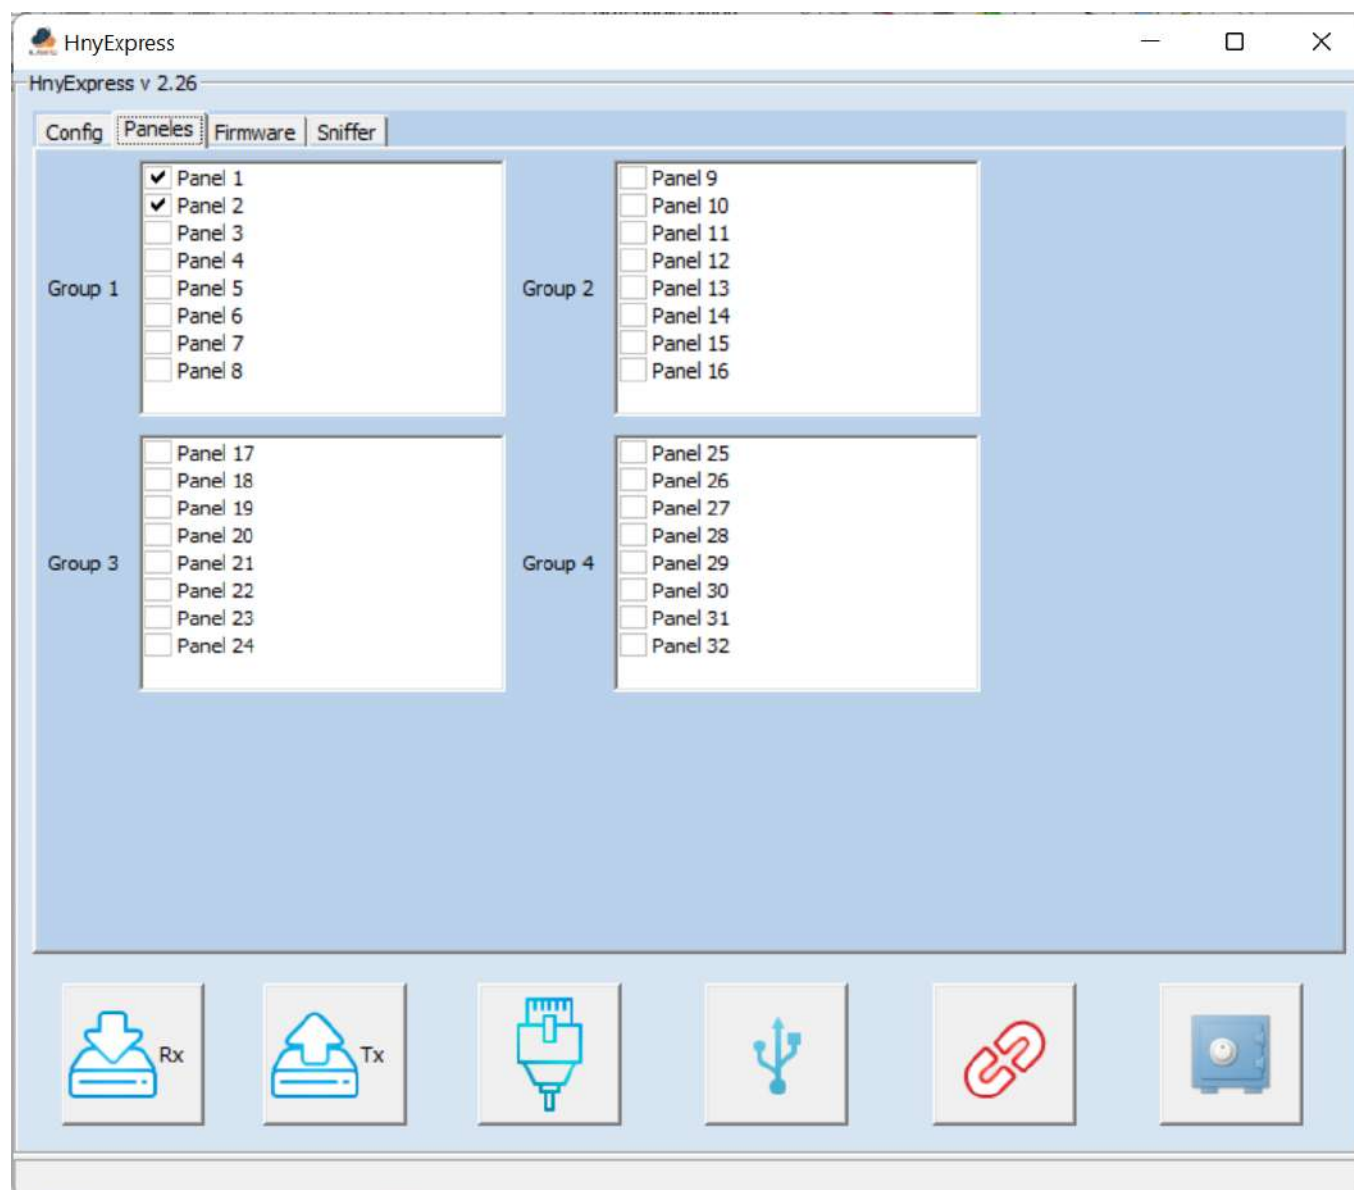 HnyExpress
HnyExpress v 2.26
Config Paneles Firmware Sniffer
Group 1
Panel 1
Panel 2
Panel 3
Panel 4
Panel 5
Panel 6
Panel 7
Panel 8
Group 2
Panel 9
Panel 10
Panel 11
Panel 12
Panel 13
Panel 14
Panel 15
Panel 16
Group 3
Panel 17
Panel 18
Panel 19
Panel 20
Panel 21
Panel 22
Panel 23
Panel 24
Group 4
Panel 25
Panel 26
Panel 27
Panel 28
Panel 29
Panel 30
Panel 31
Panel 32
Rx
Tx